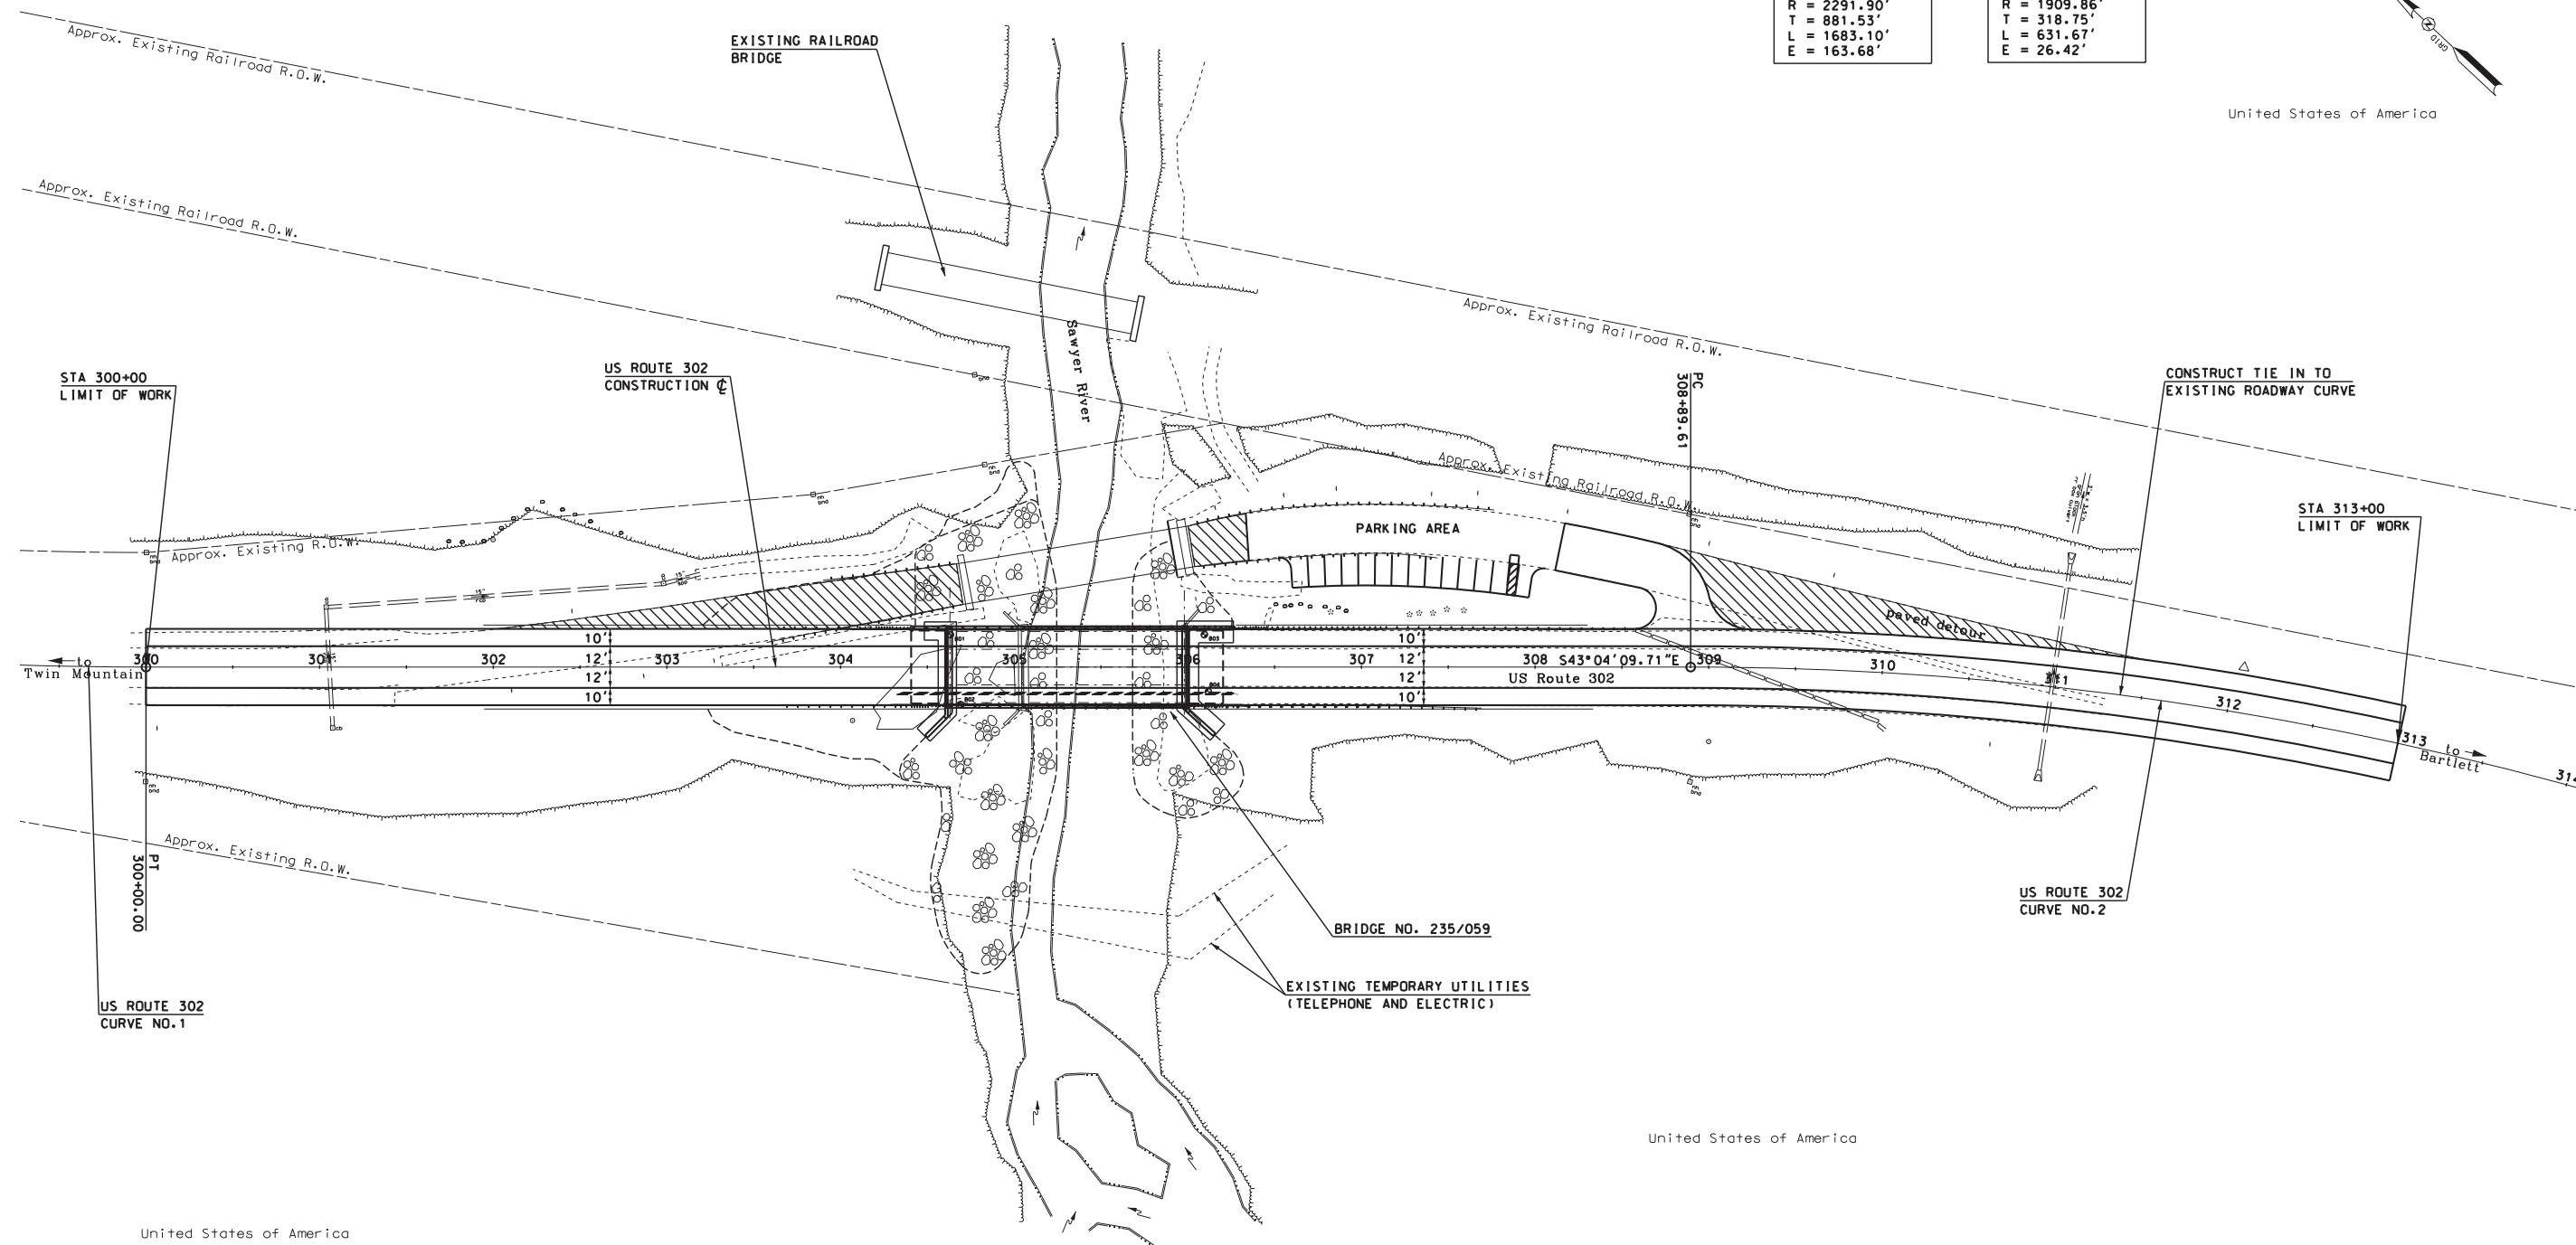 R = 2291.90'
T = 881.53'
L = 1683.10'
E = 163.68'
R = 1909.86'
T = 318.75'
L = 631.67'
E = 26.42'
N
GRID
United States of America
Approx. Existing Railroad R.O.W.
EXISTING RAILROAD
BRIDGE
Approx. Existing Railroad R.O.W.
Approx. Existing Railroad R.O.W.
Sawyer River
STA 300+00
LIMIT OF WORK
US ROUTE 302
CONSTRUCTION ℄
PC
308+89.61
CONSTRUCT TIE IN TO
EXISTING ROADWAY CURVE
Approx. Existing Railroad R.O.W.
STA 313+00
LIMIT OF WORK
PARKING AREA
Approx. Existing R.O.W.
paved detour
10'
12'
12'
10'
10'
12'
12'
10'
to
Twin Mountain
300
301
302
303
304
305
306
307
308
S43°04'09.71"E
309
310
311
312
313
314
US Route 302
B01
B02
B03
B04
to
Bartlett
Approx. Existing R.O.W.
PT
300+00.00
US ROUTE 302
CURVE NO.2
BRIDGE NO. 235/059
EXISTING TEMPORARY UTILITIES
(TELEPHONE AND ELECTRIC)
US ROUTE 302
CURVE NO.1
United States of America
United States of America